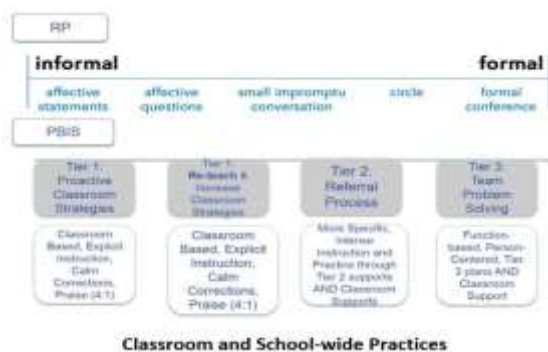 RP
informal formal
affective statements
affective questions
small impromptu conversation
circle
formal conference
PBIS
Tier 1:
Proactive
Classroom
Strategies
Tier 1:
Re-teach &
Increase
Classroom
Strategies
Tier 2:
Referral
Process
Tier 3:
Team
Problem
Solving
Classroom
Based, Explicit
Instruction,
Calm
Corrections,
Praise (4:1)
Classroom
Based, Explicit
Instruction,
Calm
Corrections,
Praise (4:1)
More Specific,
Intense
Instruction and
Practice through
Tier 2 supports
AND Classroom
Supports
Function-
based, Person-
Centered, Tier
3 plans AND
Classroom
Support
Classroom and School-wide Practices